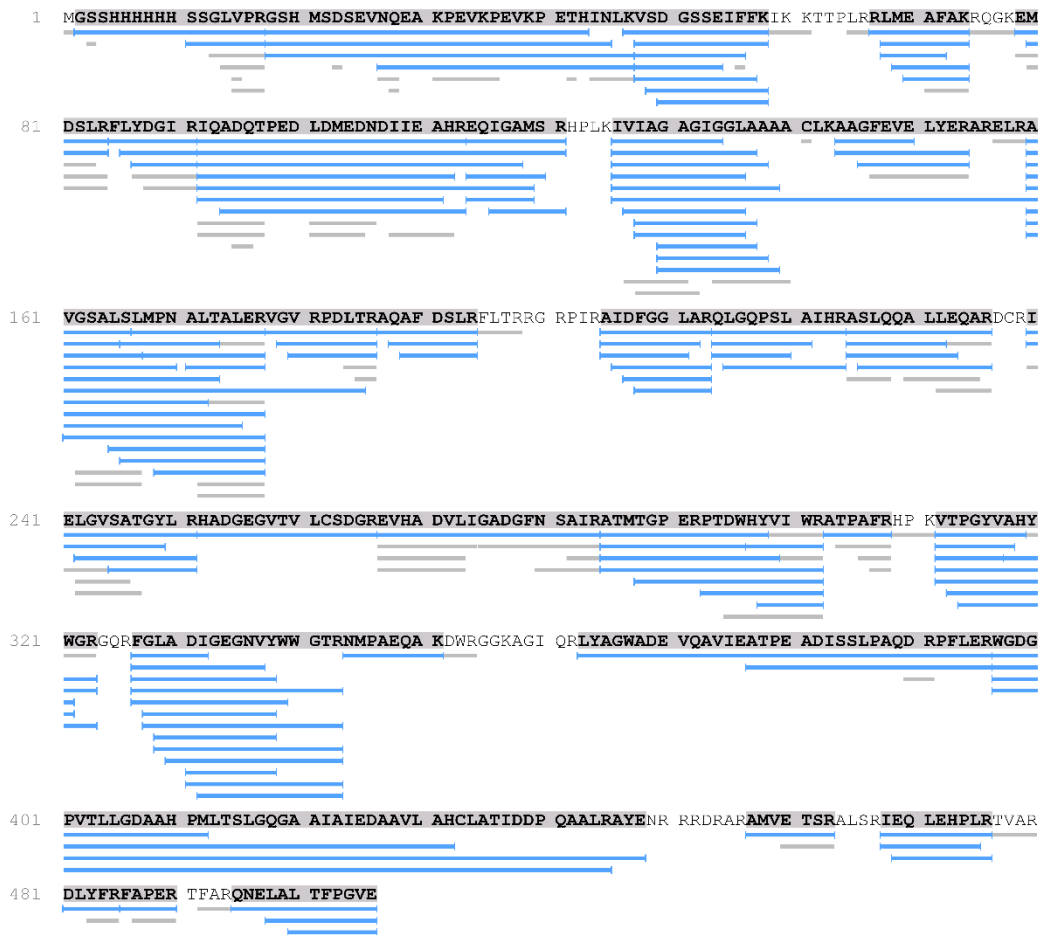 1 MGSSHHHHHH SSGLVPRGSH MSDSEVNQEA KPEVKPEVKP ETHINLKVSD GSSEIFFKIK KTTPLRRLME AFAKRQGKEM
81 DSLRFLYDGI RIQADQTPED LDMEDNDIIE AHREQIGAMS RHPLKIVIAG AGIGGLAAAA CLKAAGFEVE LYERARELRA
161 VGSALSLMPN ALTALERVGV RPDLTRAQAF DSLRFLTRRG RPIRAIDFGG LARQLGQPSL AIHRASLQQA LLEQARDCRI
241 ELGVSATGYL RHADGEGVTV LCSDGREVHA DVLIGADGFN SAIRATMTGP ERPTDWHYVI WRATPAFRHP KVTPGYVAHY
321 WGRGQRFGLA DIGEGNVYWW GTRNMPAEQA KDWRGGKAGI QRLYAGWADE VQAVIEATPE ADISSLPAQD RPFLERWGDG
401 PVTLLGDAAH PMLTSLGQGA AIAIEDAAVL AHCLATIDDP QAALRAYENR RRDRARAMVE TSRALSRIEQ LEHPLRTVAR
481 DLYFRFAPER TFARQNELAL TFPGVE